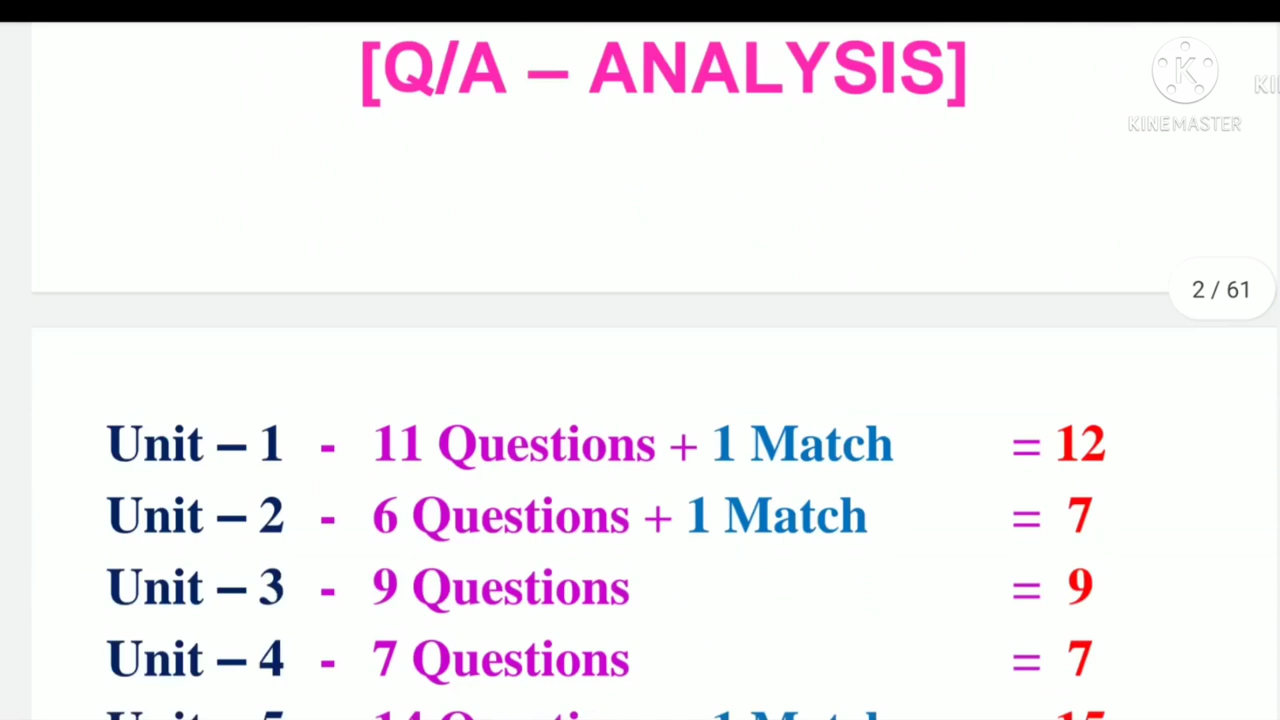 [Q/A – ANALYSIS]
K
KINEMASTER
KI
2 / 61
Unit – 1 - 11 Questions + 1 Match = 12
Unit – 2 - 6 Questions + 1 Match = 7
Unit – 3 - 9 Questions = 9
Unit – 4 - 7 Questions = 7